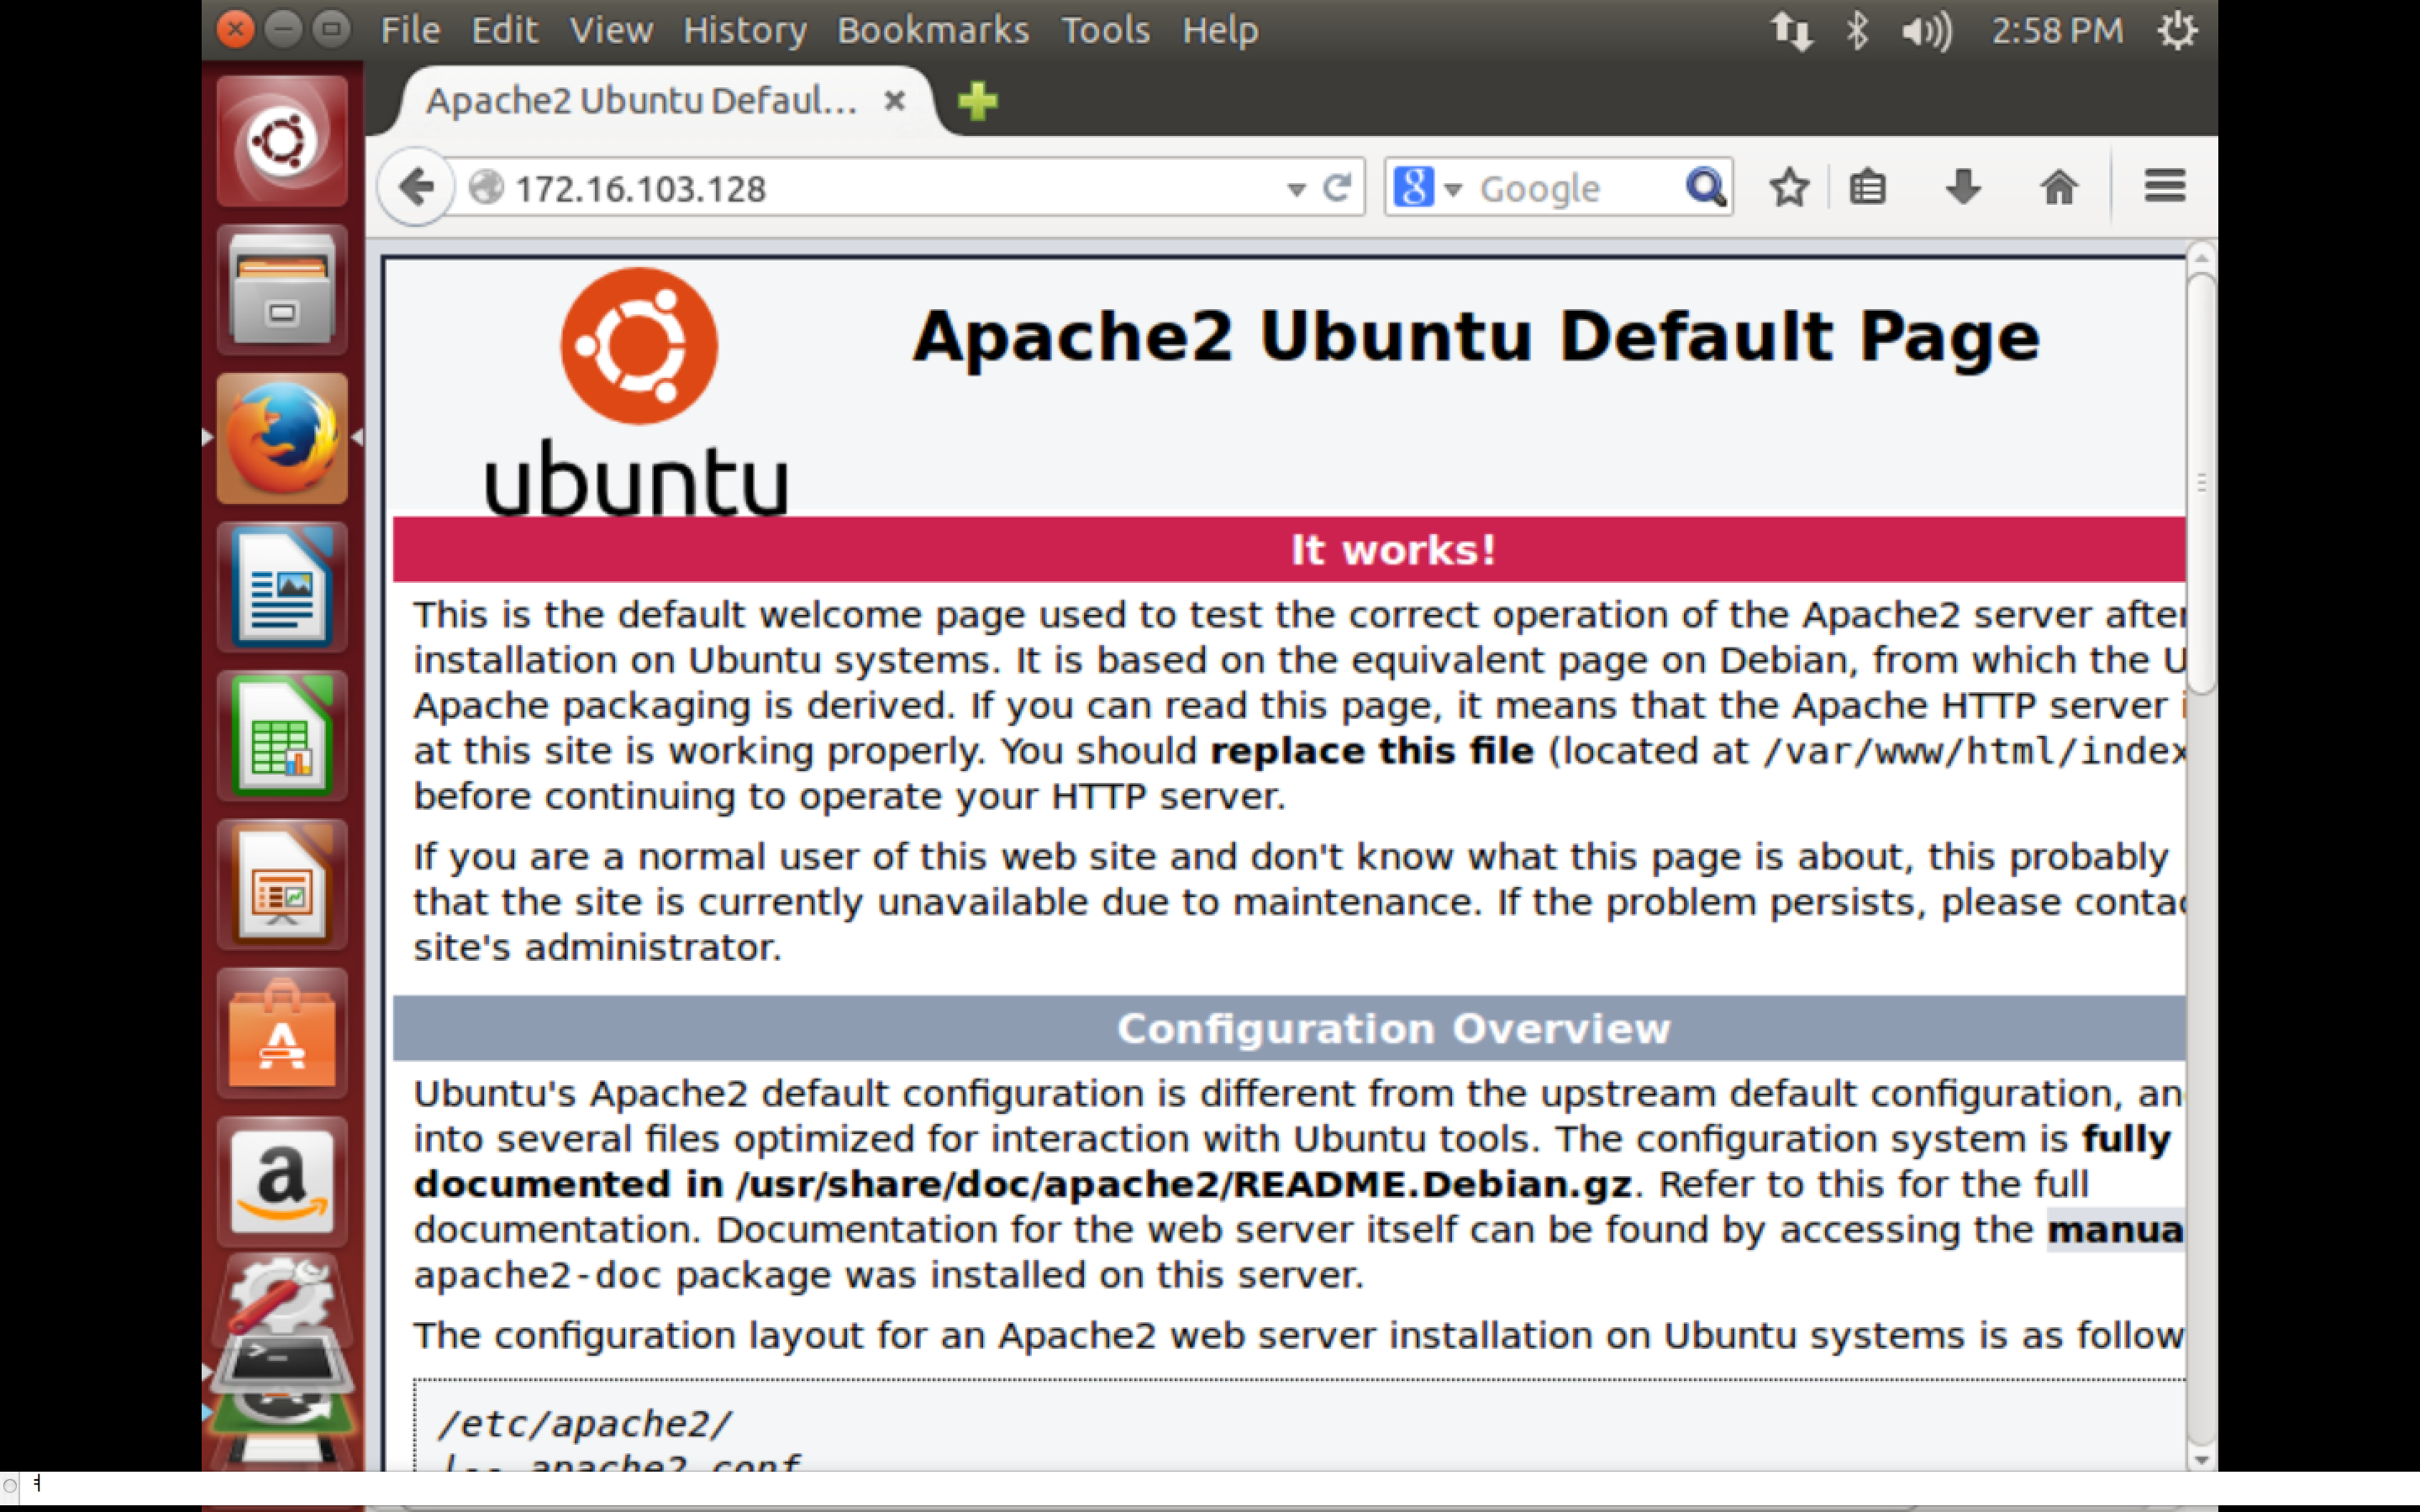 File Edit View History Bookmarks Tools Help 2:58 PM
Apache2 Ubuntu Defaul...
172.16.103.128 8 Google
Apache2 Ubuntu Default Page
ubuntu
It works!
This is the default welcome page used to test the correct operation of the Apache2 server after
installation on Ubuntu systems. It is based on the equivalent page on Debian, from which the U
Apache packaging is derived. If you can read this page, it means that the Apache HTTP server i
at this site is working properly. You should replace this file (located at /var/www/html/index
before continuing to operate your HTTP server.
If you are a normal user of this web site and don't know what this page is about, this probably
that the site is currently unavailable due to maintenance. If the problem persists, please contac
site's administrator.
Configuration Overview
Ubuntu's Apache2 default configuration is different from the upstream default configuration, an
into several files optimized for interaction with Ubuntu tools. The configuration system is fully
documented in /usr/share/doc/apache2/README.Debian.gz. Refer to this for the full
documentation. Documentation for the web server itself can be found by accessing the manua
apache2-doc package was installed on this server.
The configuration layout for an Apache2 web server installation on Ubuntu systems is as follow
/etc/apache2/
|-- apache2.conf